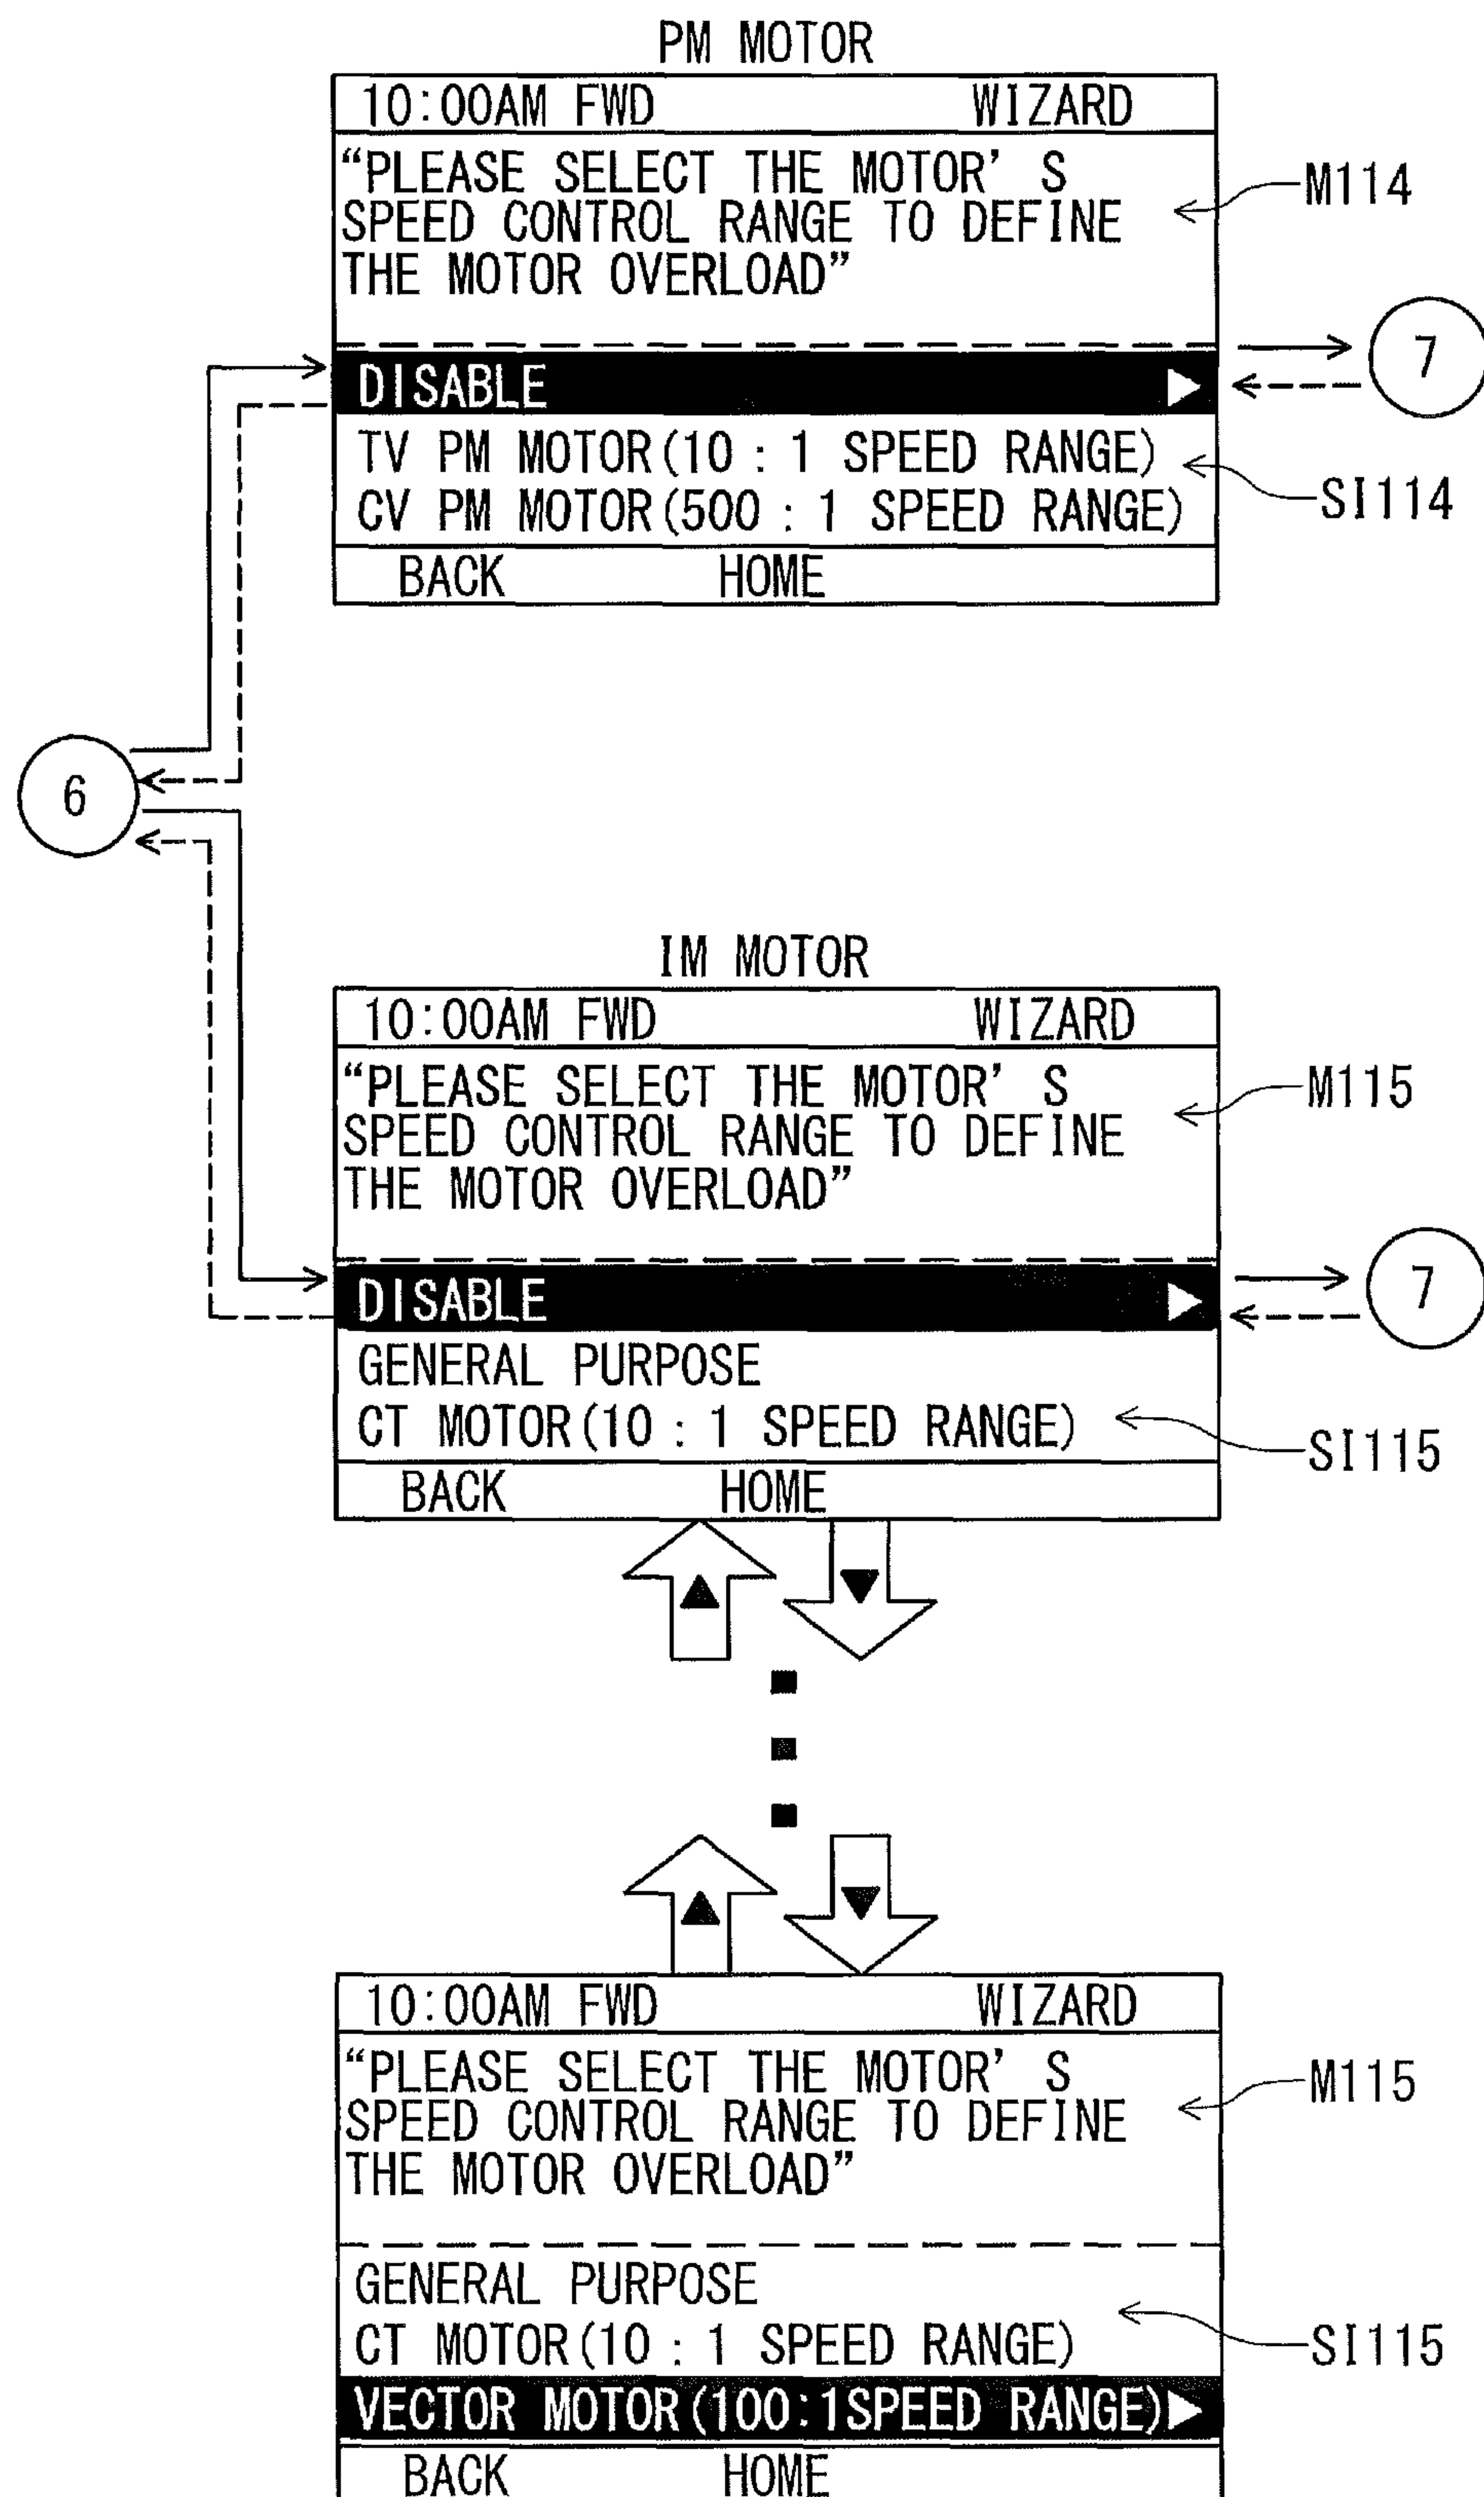 PM MOTOR
10:00AM FWD WIZARD
“PLEASE SELECT THE MOTOR’ S
SPEED CONTROL RANGE TO DEFINE
THE MOTOR OVERLOAD”
M114
DISABLE
7
TV PM MOTOR(10 : 1 SPEED RANGE)
CV PM MOTOR(500 : 1 SPEED RANGE)
SI114
BACK HOME
6
IM MOTOR
10:00AM FWD WIZARD
“PLEASE SELECT THE MOTOR’ S
SPEED CONTROL RANGE TO DEFINE
THE MOTOR OVERLOAD”
M115
DISABLE
7
GENERAL PURPOSE
CT MOTOR(10 : 1 SPEED RANGE)
SI115
BACK HOME
10:00AM FWD WIZARD
“PLEASE SELECT THE MOTOR’ S
SPEED CONTROL RANGE TO DEFINE
THE MOTOR OVERLOAD”
M115
GENERAL PURPOSE
CT MOTOR(10 : 1 SPEED RANGE)
SI115
VECTOR MOTOR(100:1SPEED RANGE)
BACK HOME